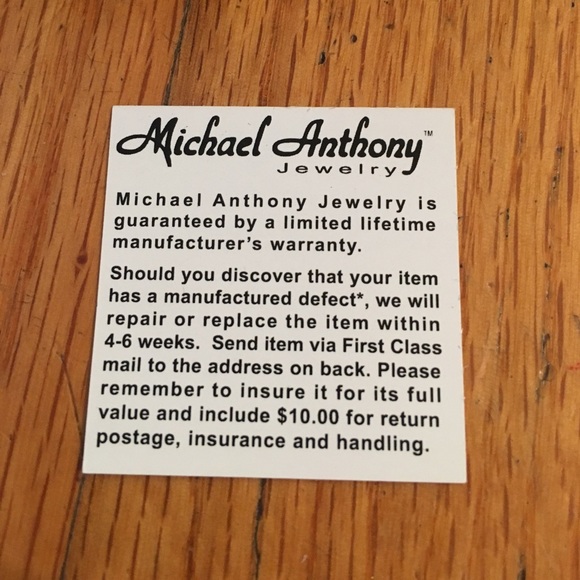 Michael Anthony™
Jewelry
Michael Anthony Jewelry is
guaranteed by a limited lifetime
manufacturer's warranty.
Should you discover that your item
has a manufactured defect*, we will
repair or replace the item within
4-6 weeks. Send item via First Class
mail to the address on back. Please
remember to insure it for its full
value and include $10.00 for return
postage, insurance and handling.